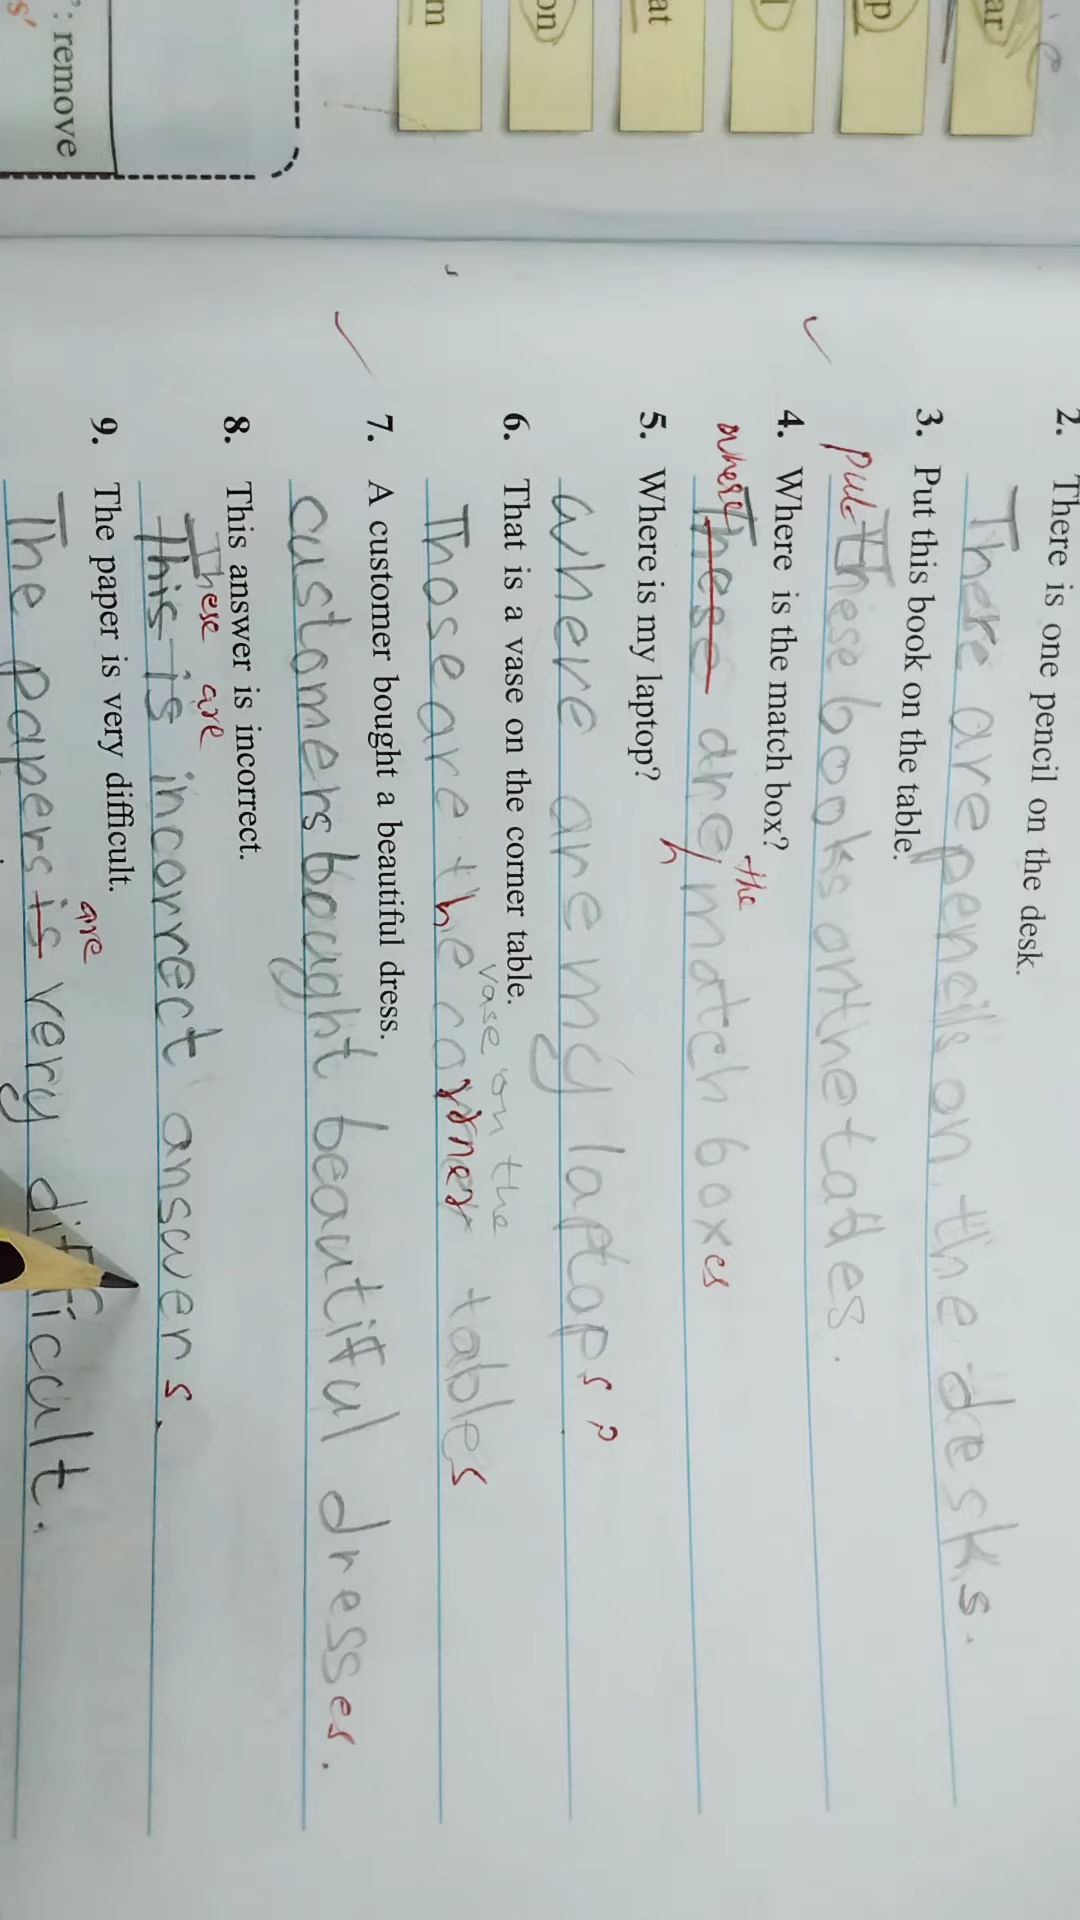 ar
p
l
at
on
m
: remove
s'
2. There is one pencil on the desk.
There are pencils on the desks.
3. Put this book on the table.
put These books on the tables.
4. Where is the match box?
where These are the match boxes
5. Where is my laptop?
where are my laptops?
6. That is a vase on the corner table.
vase on the
Those are the corner tables
7. A customer bought a beautiful dress.
customers bought beautiful dresses.
8. This answer is incorrect.
These are
This is incorrect answers.
9. The paper is very difficult.
are
The papers is very difficult.